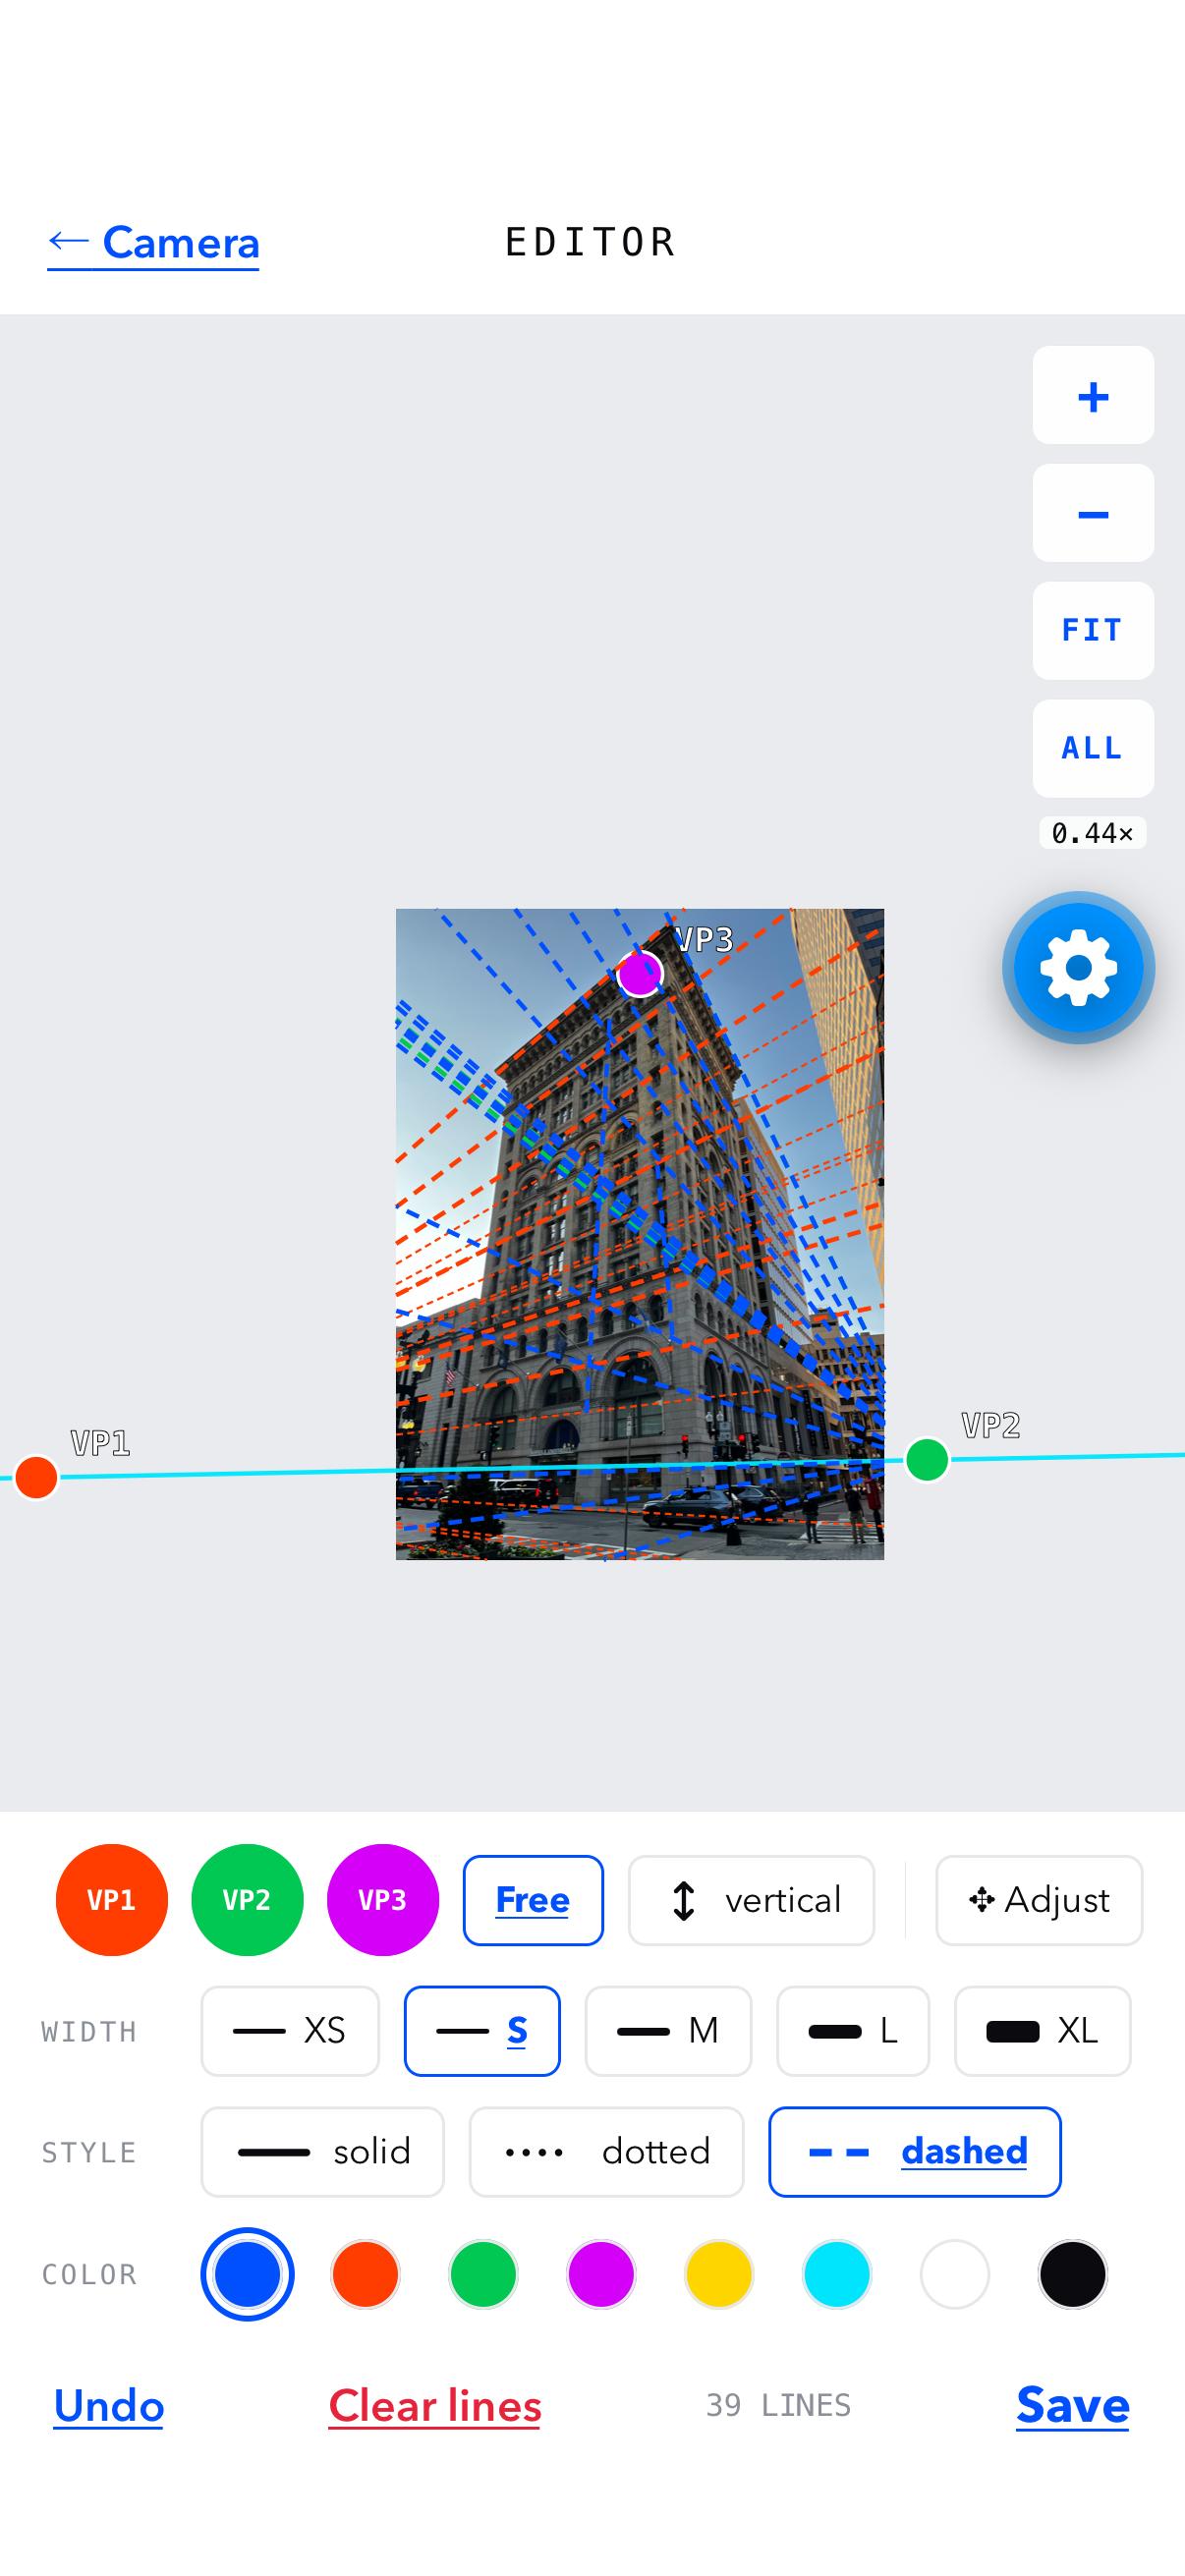 ← Camera
EDITOR
+
−
FIT
ALL
0.44×
VP3
VP1
VP2
VP1 VP2 VP3 Free vertical Adjust
WIDTH XS S M L XL
STYLE solid dotted dashed
COLOR
Undo Clear lines 39 LINES Save